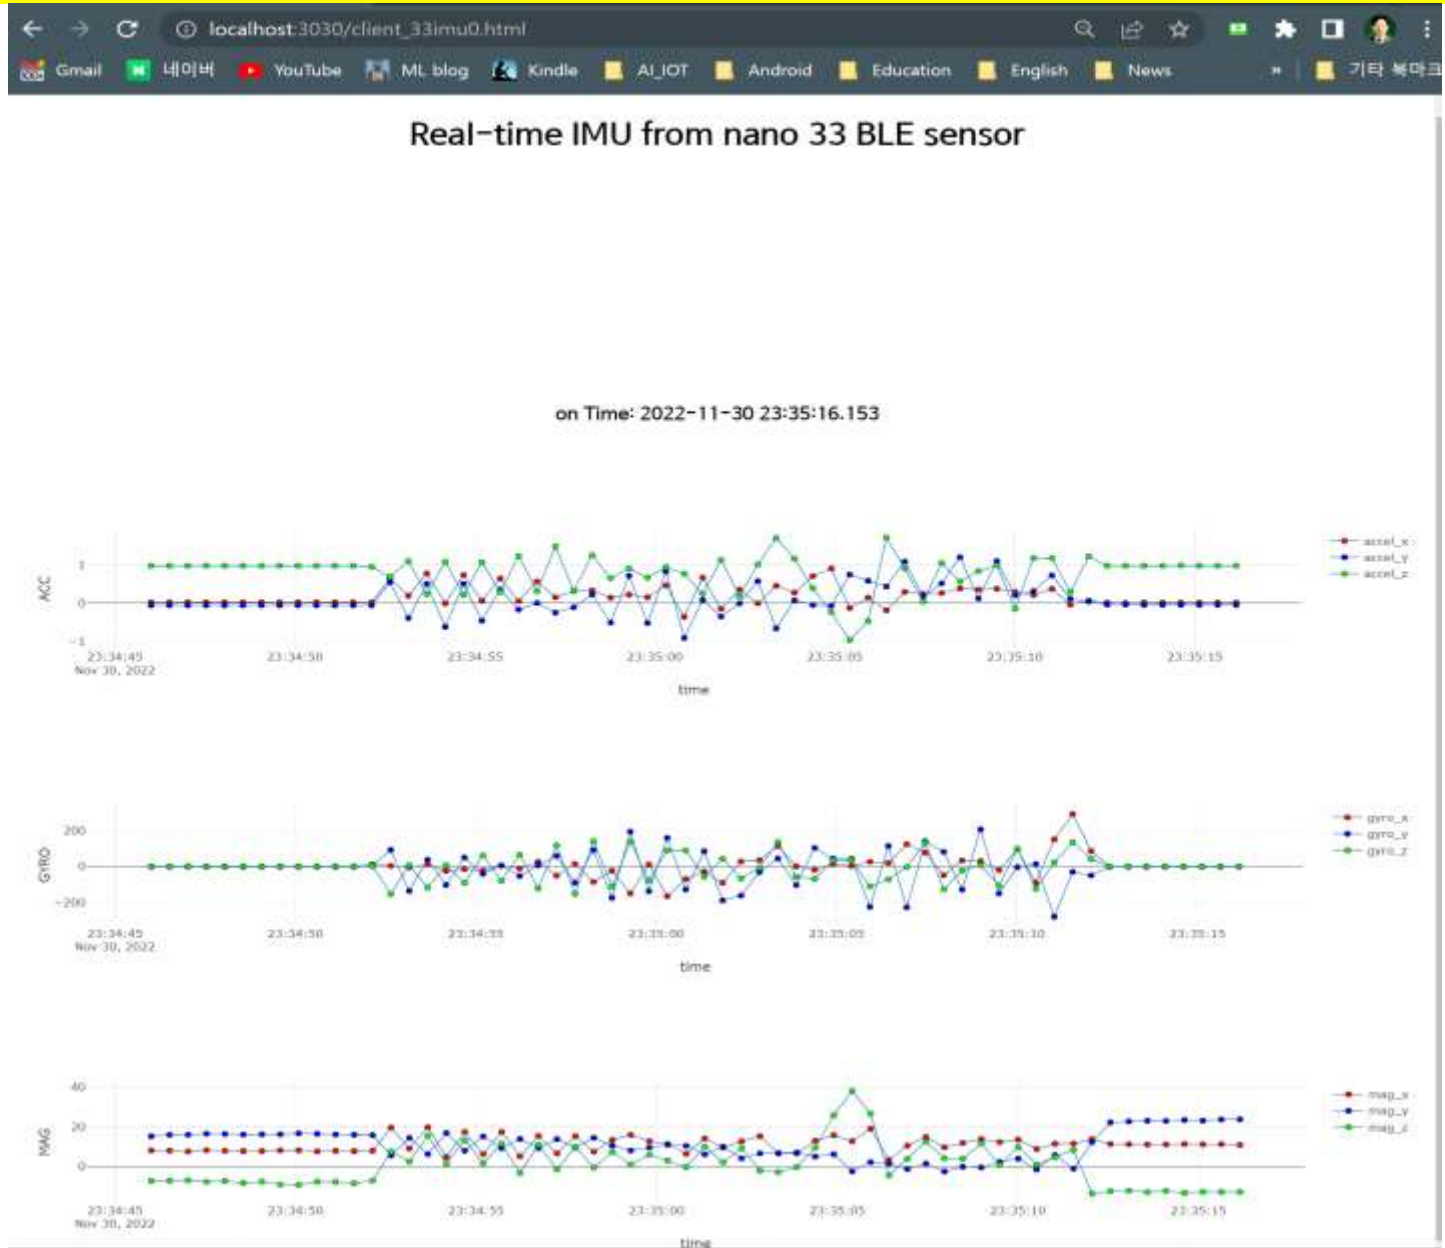 localhost:3030/client_33imu0.html
Gmail 네이버 YouTube ML blog Kindle AI_IOT Android Education English News » 기타 북마크
Real-time IMU from nano 33 BLE sensor
on Time: 2022-11-30 23:35:16.153
ACC
1
0
-1
accel_x
accel_y
accel_z
23:34:45 23:34:50 23:34:55 23:35:00 23:35:05 23:35:10 23:35:15
Nov 30, 2022
time
GYRO
200
0
-200
gyro_x
gyro_y
gyro_z
23:34:45 23:34:50 23:34:55 23:35:00 23:35:05 23:35:10 23:35:15
Nov 30, 2022
time
MAG
40
20
0
mag_x
mag_y
mag_z
23:34:45 23:34:50 23:34:55 23:35:00 23:35:05 23:35:10 23:35:15
Nov 30, 2022
time